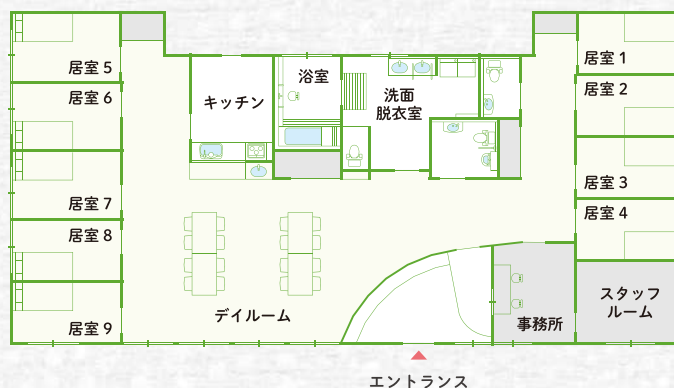 居室5
居室6
居室7
居室8
居室9
キッチン
浴室
洗面
脱衣室
居室1
居室2
居室3
居室4
デイルーム
事務所
スタッフ
ルーム
エントランス